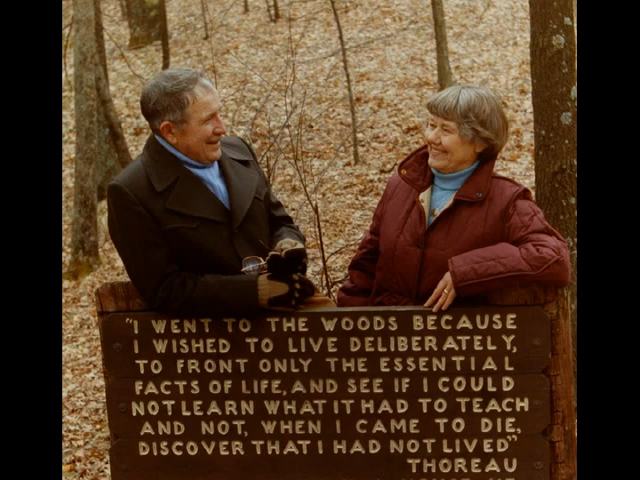 "I WENT TO THE WOODS BECAUSE
I WISHED TO LIVE DELIBERATELY,
TO FRONT ONLY THE ESSENTIAL
FACTS OF LIFE, AND SEE IF I COULD
NOT LEARN WHAT IT HAD TO TEACH
AND NOT, WHEN I CAME TO DIE,
DISCOVER THAT I HAD NOT LIVED"
THOREAU